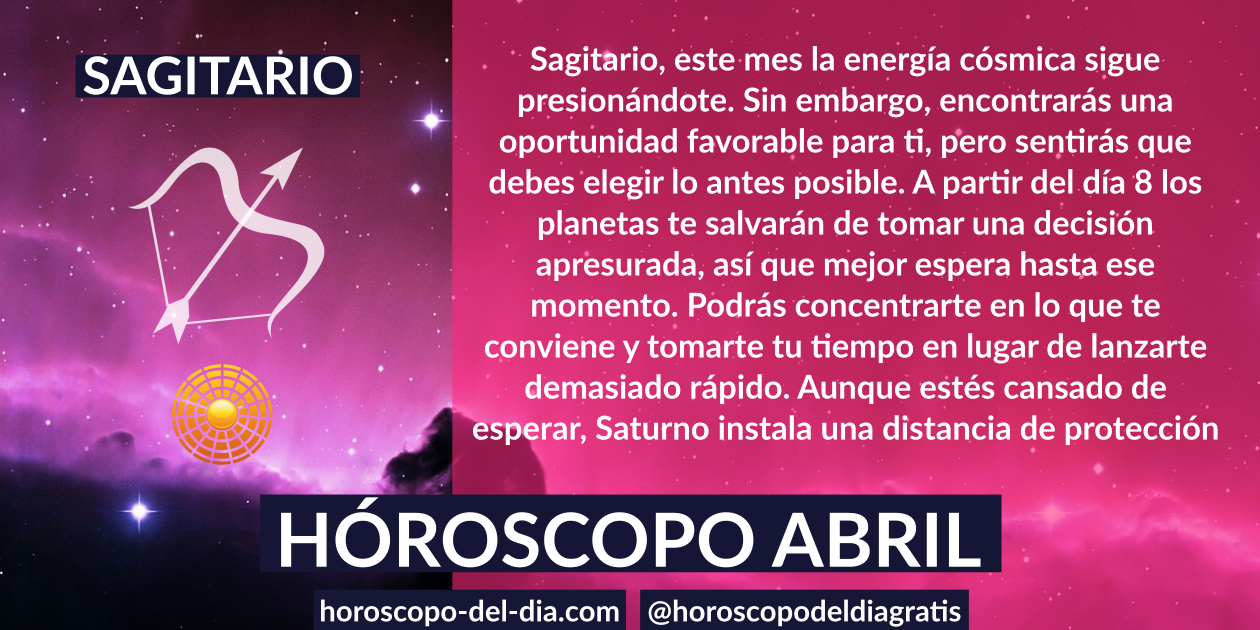 SAGITARIO
Sagitario, este mes la energía cósmica sigue
presionándote. Sin embargo, encontrarás una
oportunidad favorable para ti, pero sentirás que
debes elegir lo antes posible. A partir del día 8 los
planetas te salvarán de tomar una decisión
apresurada, así que mejor espera hasta ese
momento. Podrás concentrarte en lo que te
conviene y tomarte tu tiempo en lugar de lanzarte
demasiado rápido. Aunque estés cansado de
esperar, Saturno instala una distancia de protección
HÓROSCOPO ABRIL
horoscopo-del-dia.com
@horoscopodeldiagratis